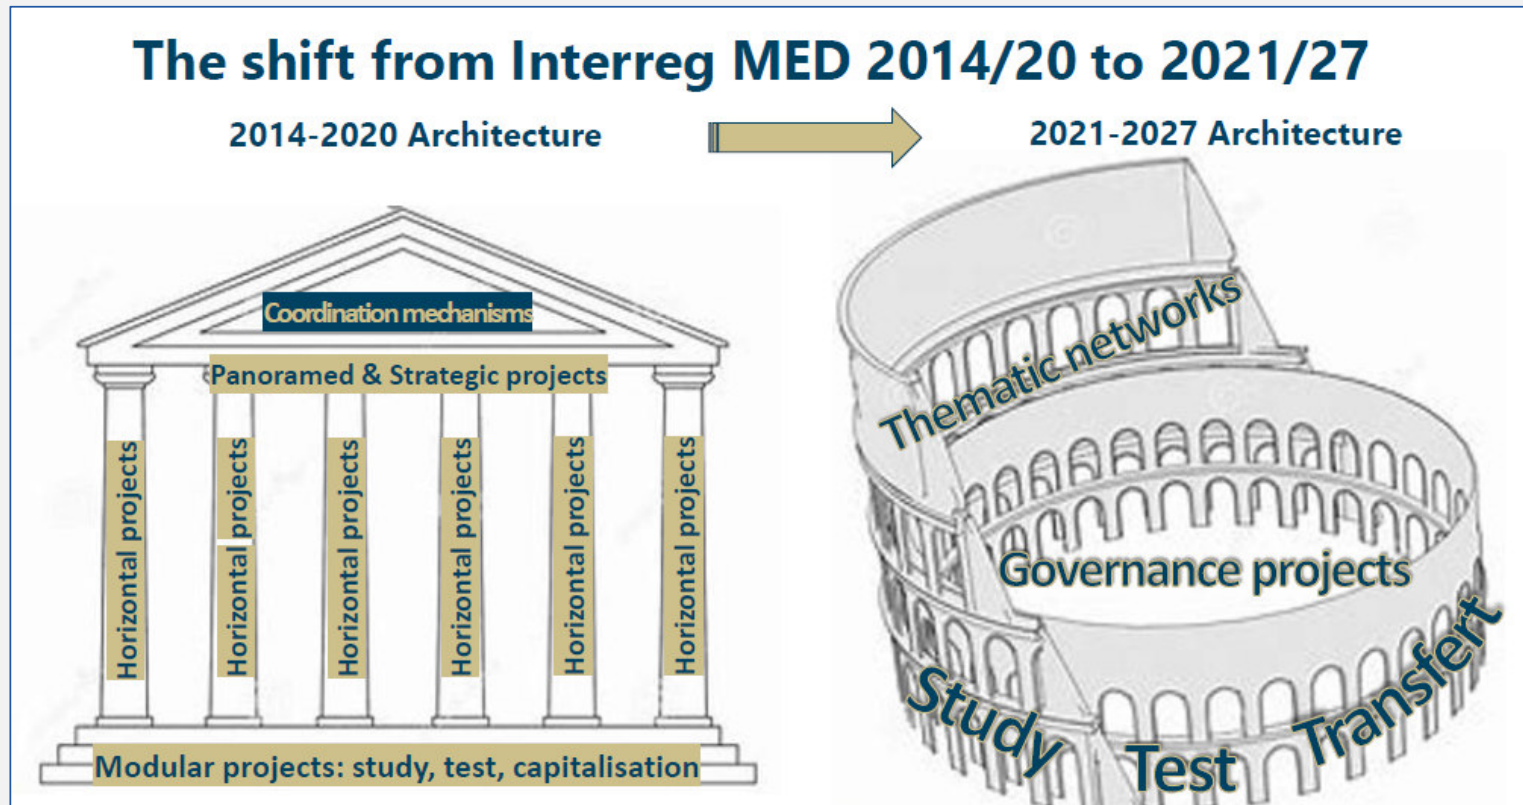 The shift from Interreg MED 2014/20 to 2021/27
2014-2020 Architecture
2021-2027 Architecture
Coordination mechanisms
Panoramed & Strategic projects
Horizontal projects
Horizontal projects
Horizontal projects
Horizontal projects
Horizontal projects
Horizontal projects
Modular projects: study, test, capitalisation
Thematic networks
Governance projects
Study
Test
Transfert